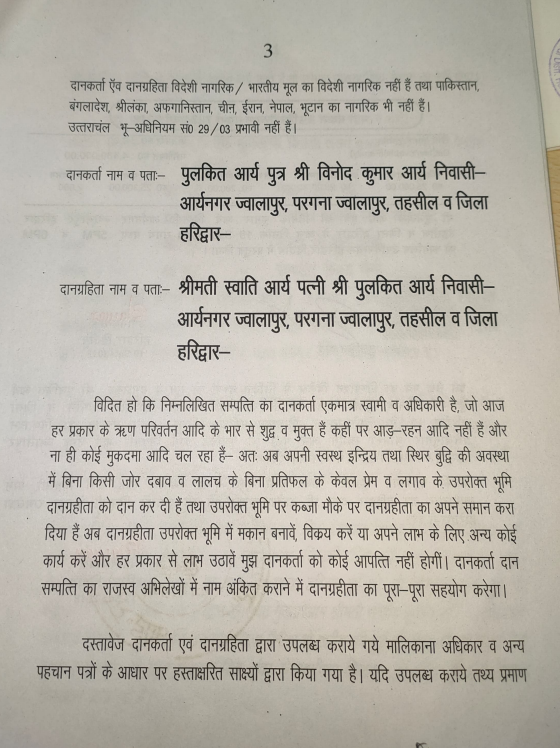 3
दानकर्ता ऍव दानग्रहिता विदेशी नागरिक/ भारतीय मूल का विदेशी नागरिक नहीं हैं तथा पाकिस्तान,
बंगलादेश, श्रीलंका, अफगानिस्तान, चीन, ईरान, नेपाल, भूटान का नागरिक भी नहीं हैं।
उत्तराचंल भू–अधिनियम सं0 29/03 प्रभावी नहीं हैं।
दानकर्ता नाम व पताः– पुलकित आर्य पुत्र श्री विनोद कुमार आर्य निवासी–
आर्यनगर ज्वालापुर, परगना ज्वालापुर, तहसील व जिला
हरिद्वार–
दानग्रहिता नाम व पताः– श्रीमती स्वाति आर्य पत्नी श्री पुलकित आर्य निवासी–
आर्यनगर ज्वालापुर, परगना ज्वालापुर, तहसील व जिला
हरिद्वार–
विदित हो कि निम्नलिखित सम्पत्ति का दानकर्ता एकमात्र स्वामी व अधिकारी है, जो आज
हर प्रकार के ऋण परिवर्तन आदि के भार से शुद्ध व मुक्त हैं कहीं पर आड़–रहन आदि नहीं हैं और
ना ही कोई मुकदमा आदि चल रहा हैं– अतः अब अपनी स्वस्थ इन्द्रिय तथा स्थिर बुद्वि की अवस्था
में बिना किसी जोर दबाव व लालच के बिना प्रतिफल के केवल प्रेम व लगाव के उपरोक्त भूमि
दानग्रहीता को दान कर दी हैं तथा उपरोक्त भूमि पर कब्जा मौके पर दानग्रहीता का अपने समान करा
दिया हैं अब दानग्रहीता उपरोक्त भूमि में मकान बनावें, विक्रय करें या अपने लाभ के लिए अन्य कोई
कार्य करें और हर प्रकार से लाभ उठावें मुझ दानकर्ता को कोई आपत्ति नहीं होगीं। दानकर्ता दान
सम्पत्ति का राजस्व अभिलेखों में नाम अंकित कराने में दानग्रहीता का पूरा–पूरा सहयोग करेगा।
दस्तावेज दानकर्ता एवं दानग्रहिता द्वारा उपलब्ध कराये गये मालिकाना अधिकार व अन्य
पहचान पत्रों के आधार पर हस्ताक्षरित साक्ष्यों द्वारा किया गया है। यदि उपलब्ध कराये तथ्य प्रमाण